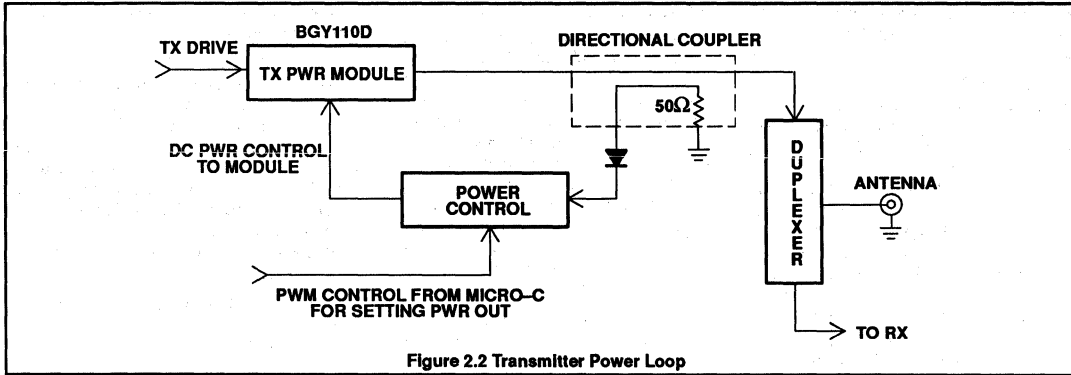 BGY110D
TX DRIVE
TX PWR MODULE
DIRECTIONAL COUPLER
50Ω
DC PWR CONTROL
TO MODULE
POWER
CONTROL
DUPLEXER
ANTENNA
PWM CONTROL FROM MICRO–C
FOR SETTING PWR OUT
TO RX
Figure 2.2 Transmitter Power Loop